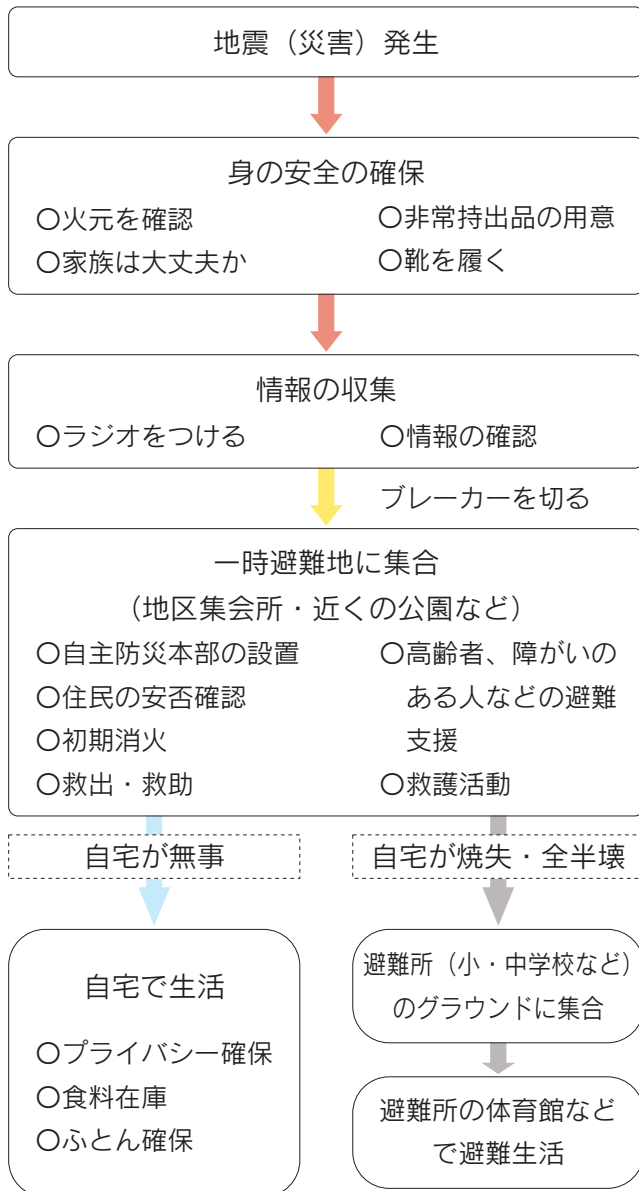 地震（災害）発生
身の安全の確保
○火元を確認
○家族は大丈夫か
○非常持出品の用意
○靴を履く
情報の収集
○ラジオをつける
○情報の確認
ブレーカーを切る
一時避難地に集合
（地区集会所・近くの公園など）
○自主防災本部の設置
○住民の安否確認
○初期消火
○救出・救助
○高齢者、障がいの
ある人などの避難
支援
○救護活動
自宅が無事
自宅が焼失・全半壊
自宅で生活
○プライバシー確保
○食料在庫
○ふとん確保
避難所（小・中学校など）
のグラウンドに集合
避難所の体育館など
で避難生活